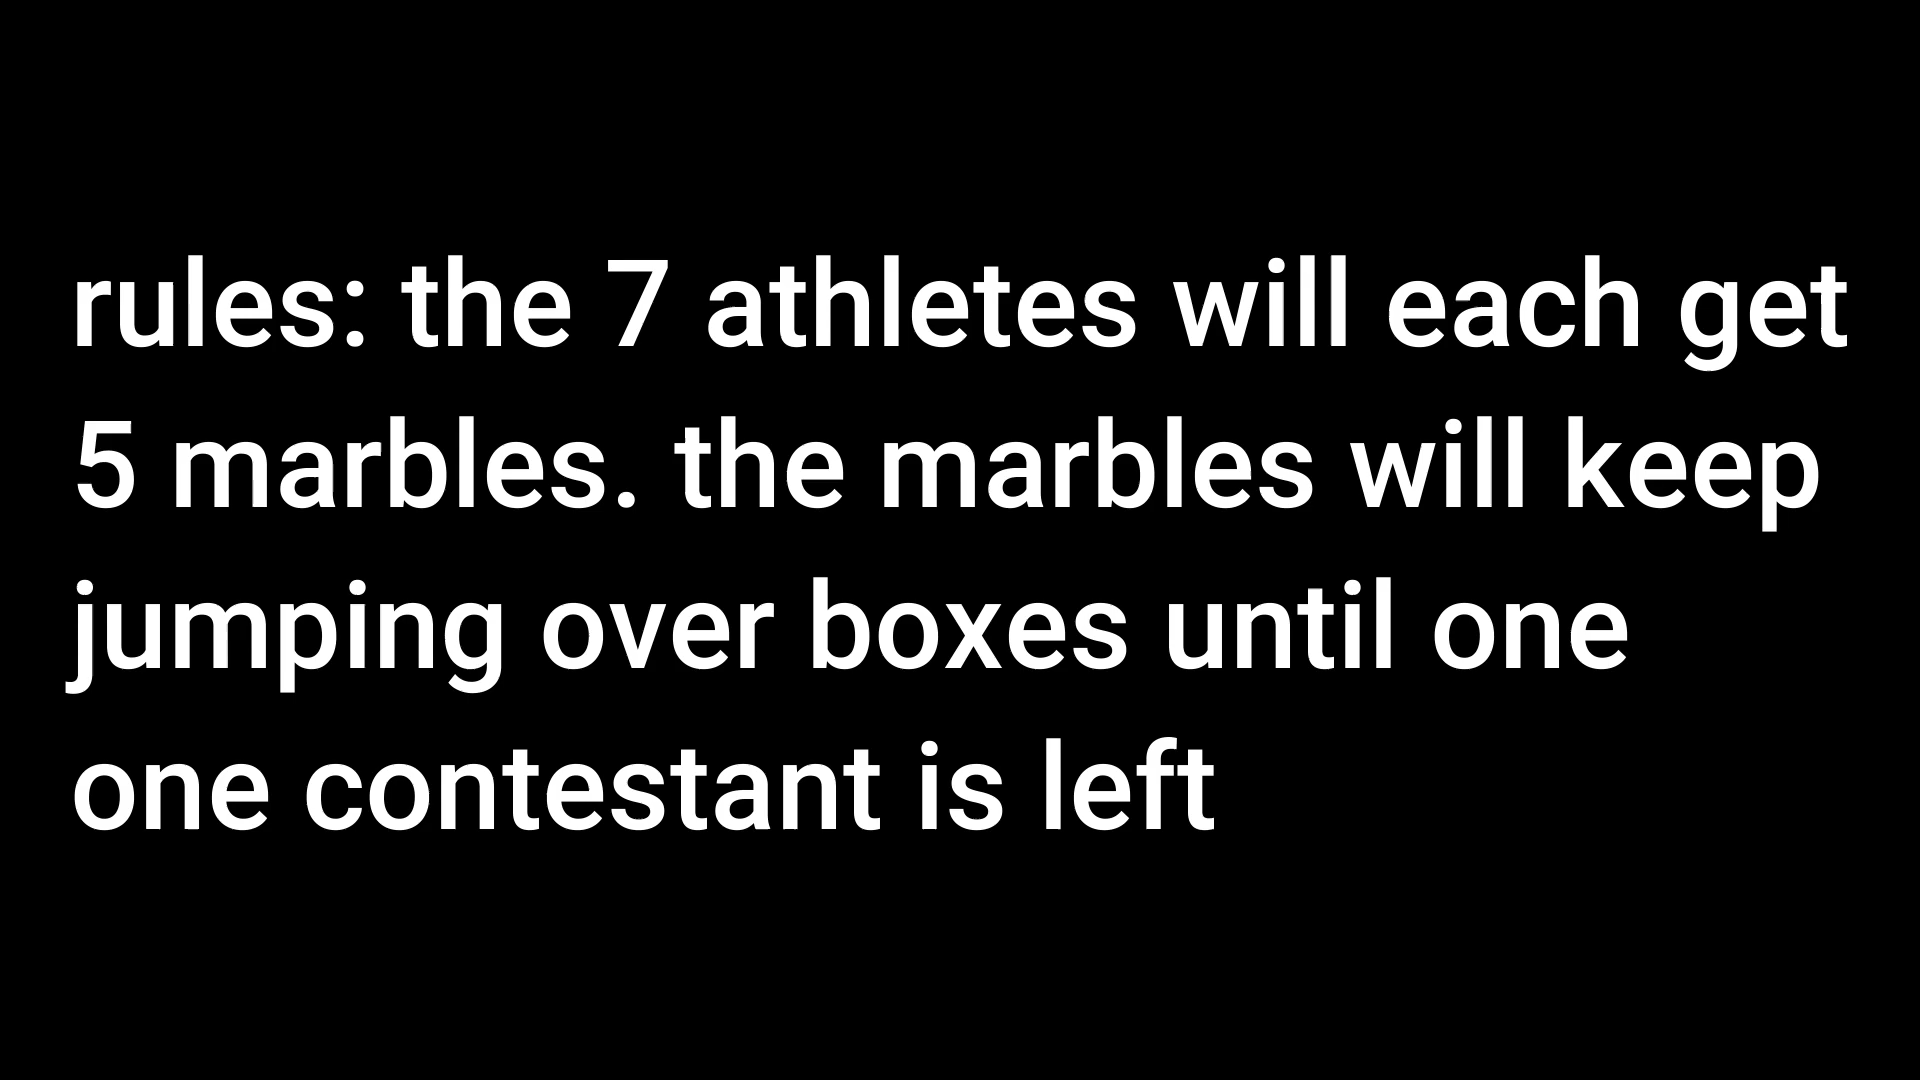 rules: the 7 athletes will each get
5 marbles. the marbles will keep
jumping over boxes until one
one contestant is left